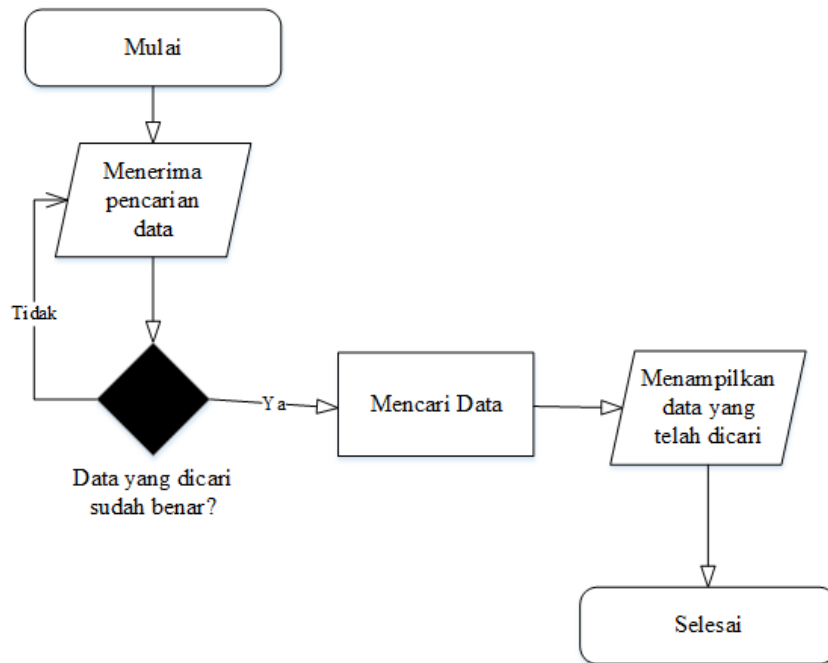 Mulai
Menerima
pencarian
data
Tidak
Data yang dicari
sudah benar?
Ya
Mencari Data
Menampilkan
data yang
telah dicari
Selesai